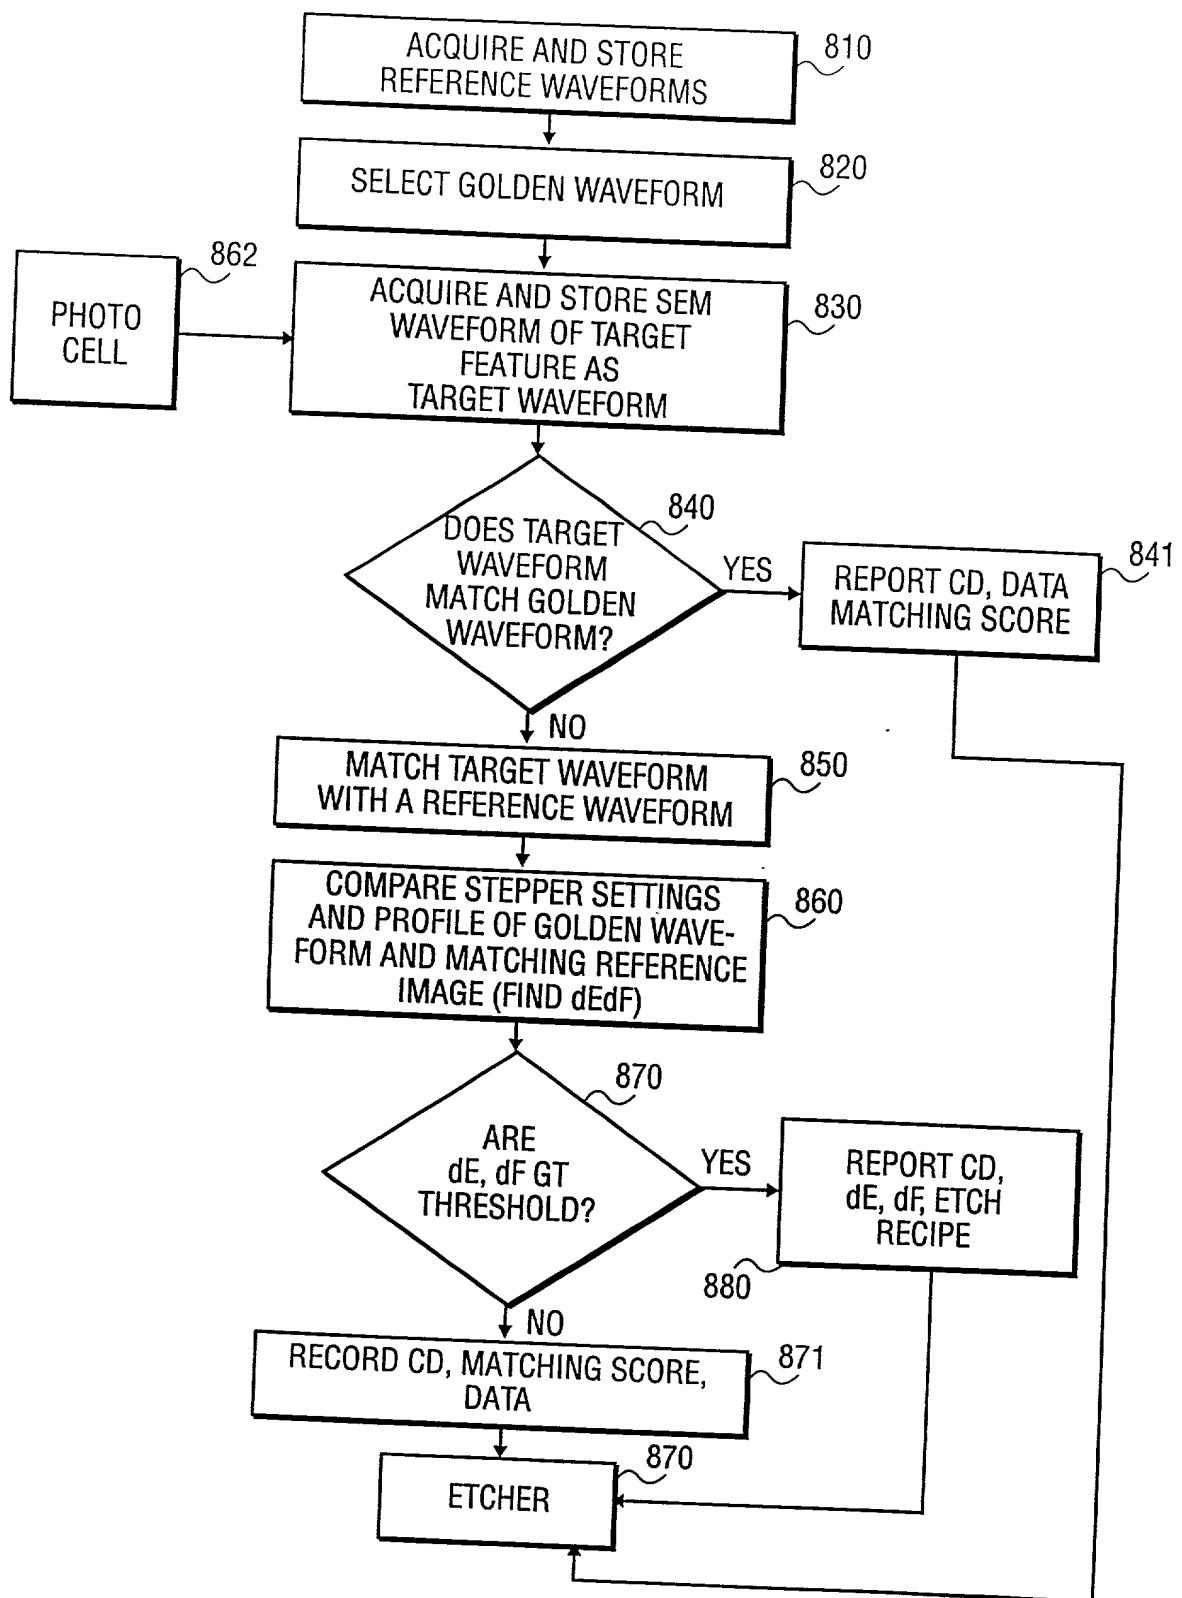 ACQUIRE AND STORE
REFERENCE WAVEFORMS
810
SELECT GOLDEN WAVEFORM
820
PHOTO
CELL
862
ACQUIRE AND STORE SEM
WAVEFORM OF TARGET
FEATURE AS
TARGET WAVEFORM
830
DOES TARGET
WAVEFORM
MATCH GOLDEN
WAVEFORM?
840
YES
REPORT CD, DATA
MATCHING SCORE
841
NO
MATCH TARGET WAVEFORM
WITH A REFERENCE WAVEFORM
850
COMPARE STEPPER SETTINGS
AND PROFILE OF GOLDEN WAVE-
FORM AND MATCHING REFERENCE
IMAGE (FIND dEdF)
860
ARE
dE, dF GT
THRESHOLD?
870
YES
REPORT CD,
dE, dF, ETCH
RECIPE
880
NO
RECORD CD, MATCHING SCORE,
DATA
871
ETCHER
870